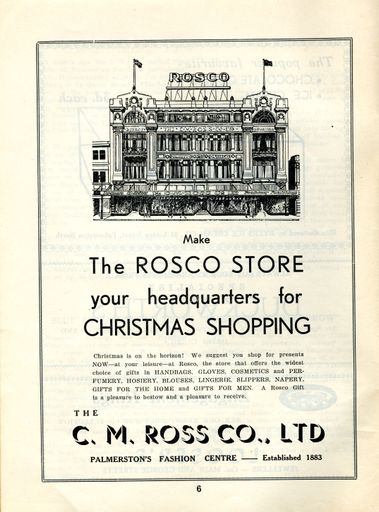 ROSCO
Make
The ROSCO STORE
your headquarters for
CHRISTMAS SHOPPING
Christmas is on the horizon! We suggest you shop for presents
NOW—at your leisure—at Rosco, the store that offers the widest
choice of gifts in HANDBAGS, GLOVES, COSMETICS and PER-
FUMERY, HOSIERY, BLOUSES, LINGERIE, SLIPPERS, NAPERY,
GIFTS FOR THE HOME and GIFTS FOR MEN. A Rosco Gift
is a pleasure to bestow and a pleasure to receive.
THE
C. M. ROSS CO., LTD
PALMERSTON'S FASHION CENTRE — Established 1883
6